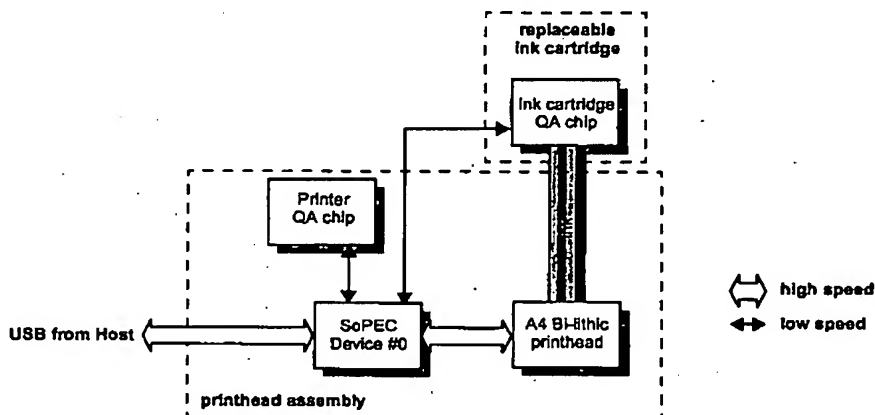 replaceable
ink cartridge
Ink cartridge
QA chip
Printer
QA chip
ink
USB from Host
SoPEC
Device #0
A4 Bi-lithic
printhead
high speed
low speed
printhead assembly